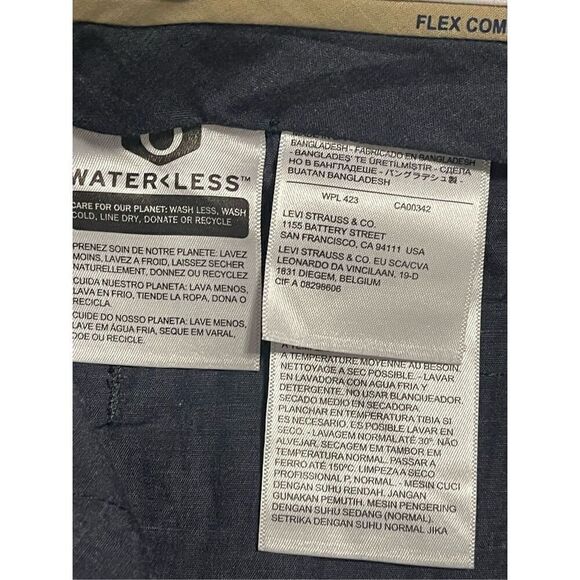 FLEX COM
WATER<LESS™
CARE FOR OUR PLANET: WASH LESS, WASH
COLD, LINE DRY, DONATE OR RECYCLE
PRENEZ SOIN DE NOTRE PLANETE: LAVEZ
MOINS, LAVEZ A FROID, LAISSEZ SECHER
NATURELLEMENT. DONNEZ OU RECYCLEZ
CUIDA NUESTRO PLANETA: LAVA MENOS,
LAVA EN FRIO, TIENDE LA ROPA, DONA O
RECICLA.
CUIDE DO NOSSO PLANETA: LAVE MENOS,
LAVE EM ÁGUA FRIA, SEQUE EM VARAL,
DOE OU RECICLE.
BANGLADESH - FABRICADO EN BANGLADESH
- BANGLADEŞ' TE ÜRETİLMİŞTİR - СДЕЛА
НО В БАНГЛАДЕШЕ - バングラデシュ製 -
BUATAN BANGLADESH
WPL 423 CA00342
LEVI STRAUSS & CO.
1155 BATTERY STREET
SAN FRANCISCO, CA 94111 USA
LEVI STRAUSS & CO. EU SCA/CVA
LEONARDO DA VINCILAAN, 19-D
1831 DIEGEM, BELGIUM
CIF A 08298606
A TEMPERATURE MOYENNE AU BESOIN.
NETTOYAGE A SEC POSSIBLE. - LAVAR
EN LAVADORA CON AGUA FRIA Y
DETERGENTE. NO USAR BLANQUEADOR.
SECADO MEDIO EN SECADORA.
PLANCHAR EN TEMPERATURA TIBIA SI
ES NECESARIO. ES POSIBLE LAVAR EN
SECO. - LAVAGEM NORMALATÉ 30º. NÃO
ALVEJAR. SECAGEM EM TAMBOR EM
TEMPERATURA NORMAL. PASSAR A
FERRO ATÉ 150ºC. LIMPEZA A SECO
PROFISSIONAL P, NORMAL. - MESIN CUCI
DENGAN SUHU RENDAH. JANGAN
GUNAKAN PEMUTIH. MESIN PENGERING
DENGAN SUHU SEDANG (NORMAL).
SETRIKA DENGAN SUHU NORMAL JIKA